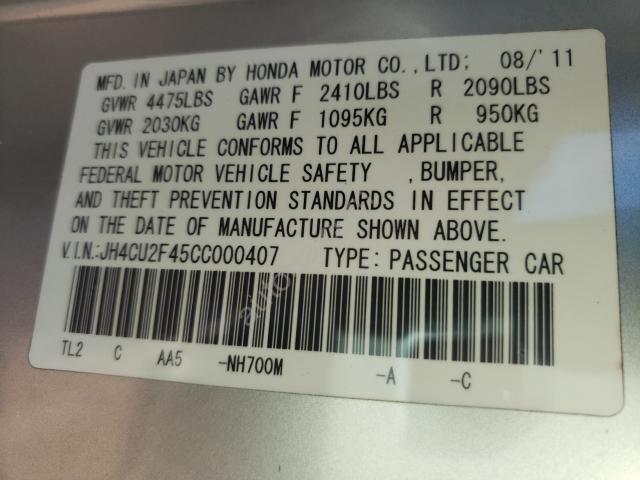 MFD. IN JAPAN BY HONDA MOTOR CO., LTD; 08/'11
GVWR 4475LBS GAWR F 2410LBS R 2090LBS
GVWR 2030KG GAWR F 1095KG R 950KG
THIS VEHICLE CONFORMS TO ALL APPLICABLE
FEDERAL MOTOR VEHICLE SAFETY , BUMPER,
AND THEFT PREVENTION STANDARDS IN EFFECT
ON THE DATE OF MANUFACTURE SHOWN ABOVE.
V.I.N.:JH4CU2F45CC000407 TYPE: PASSENGER CAR
TL2 C AA5 -NH700M -A -C